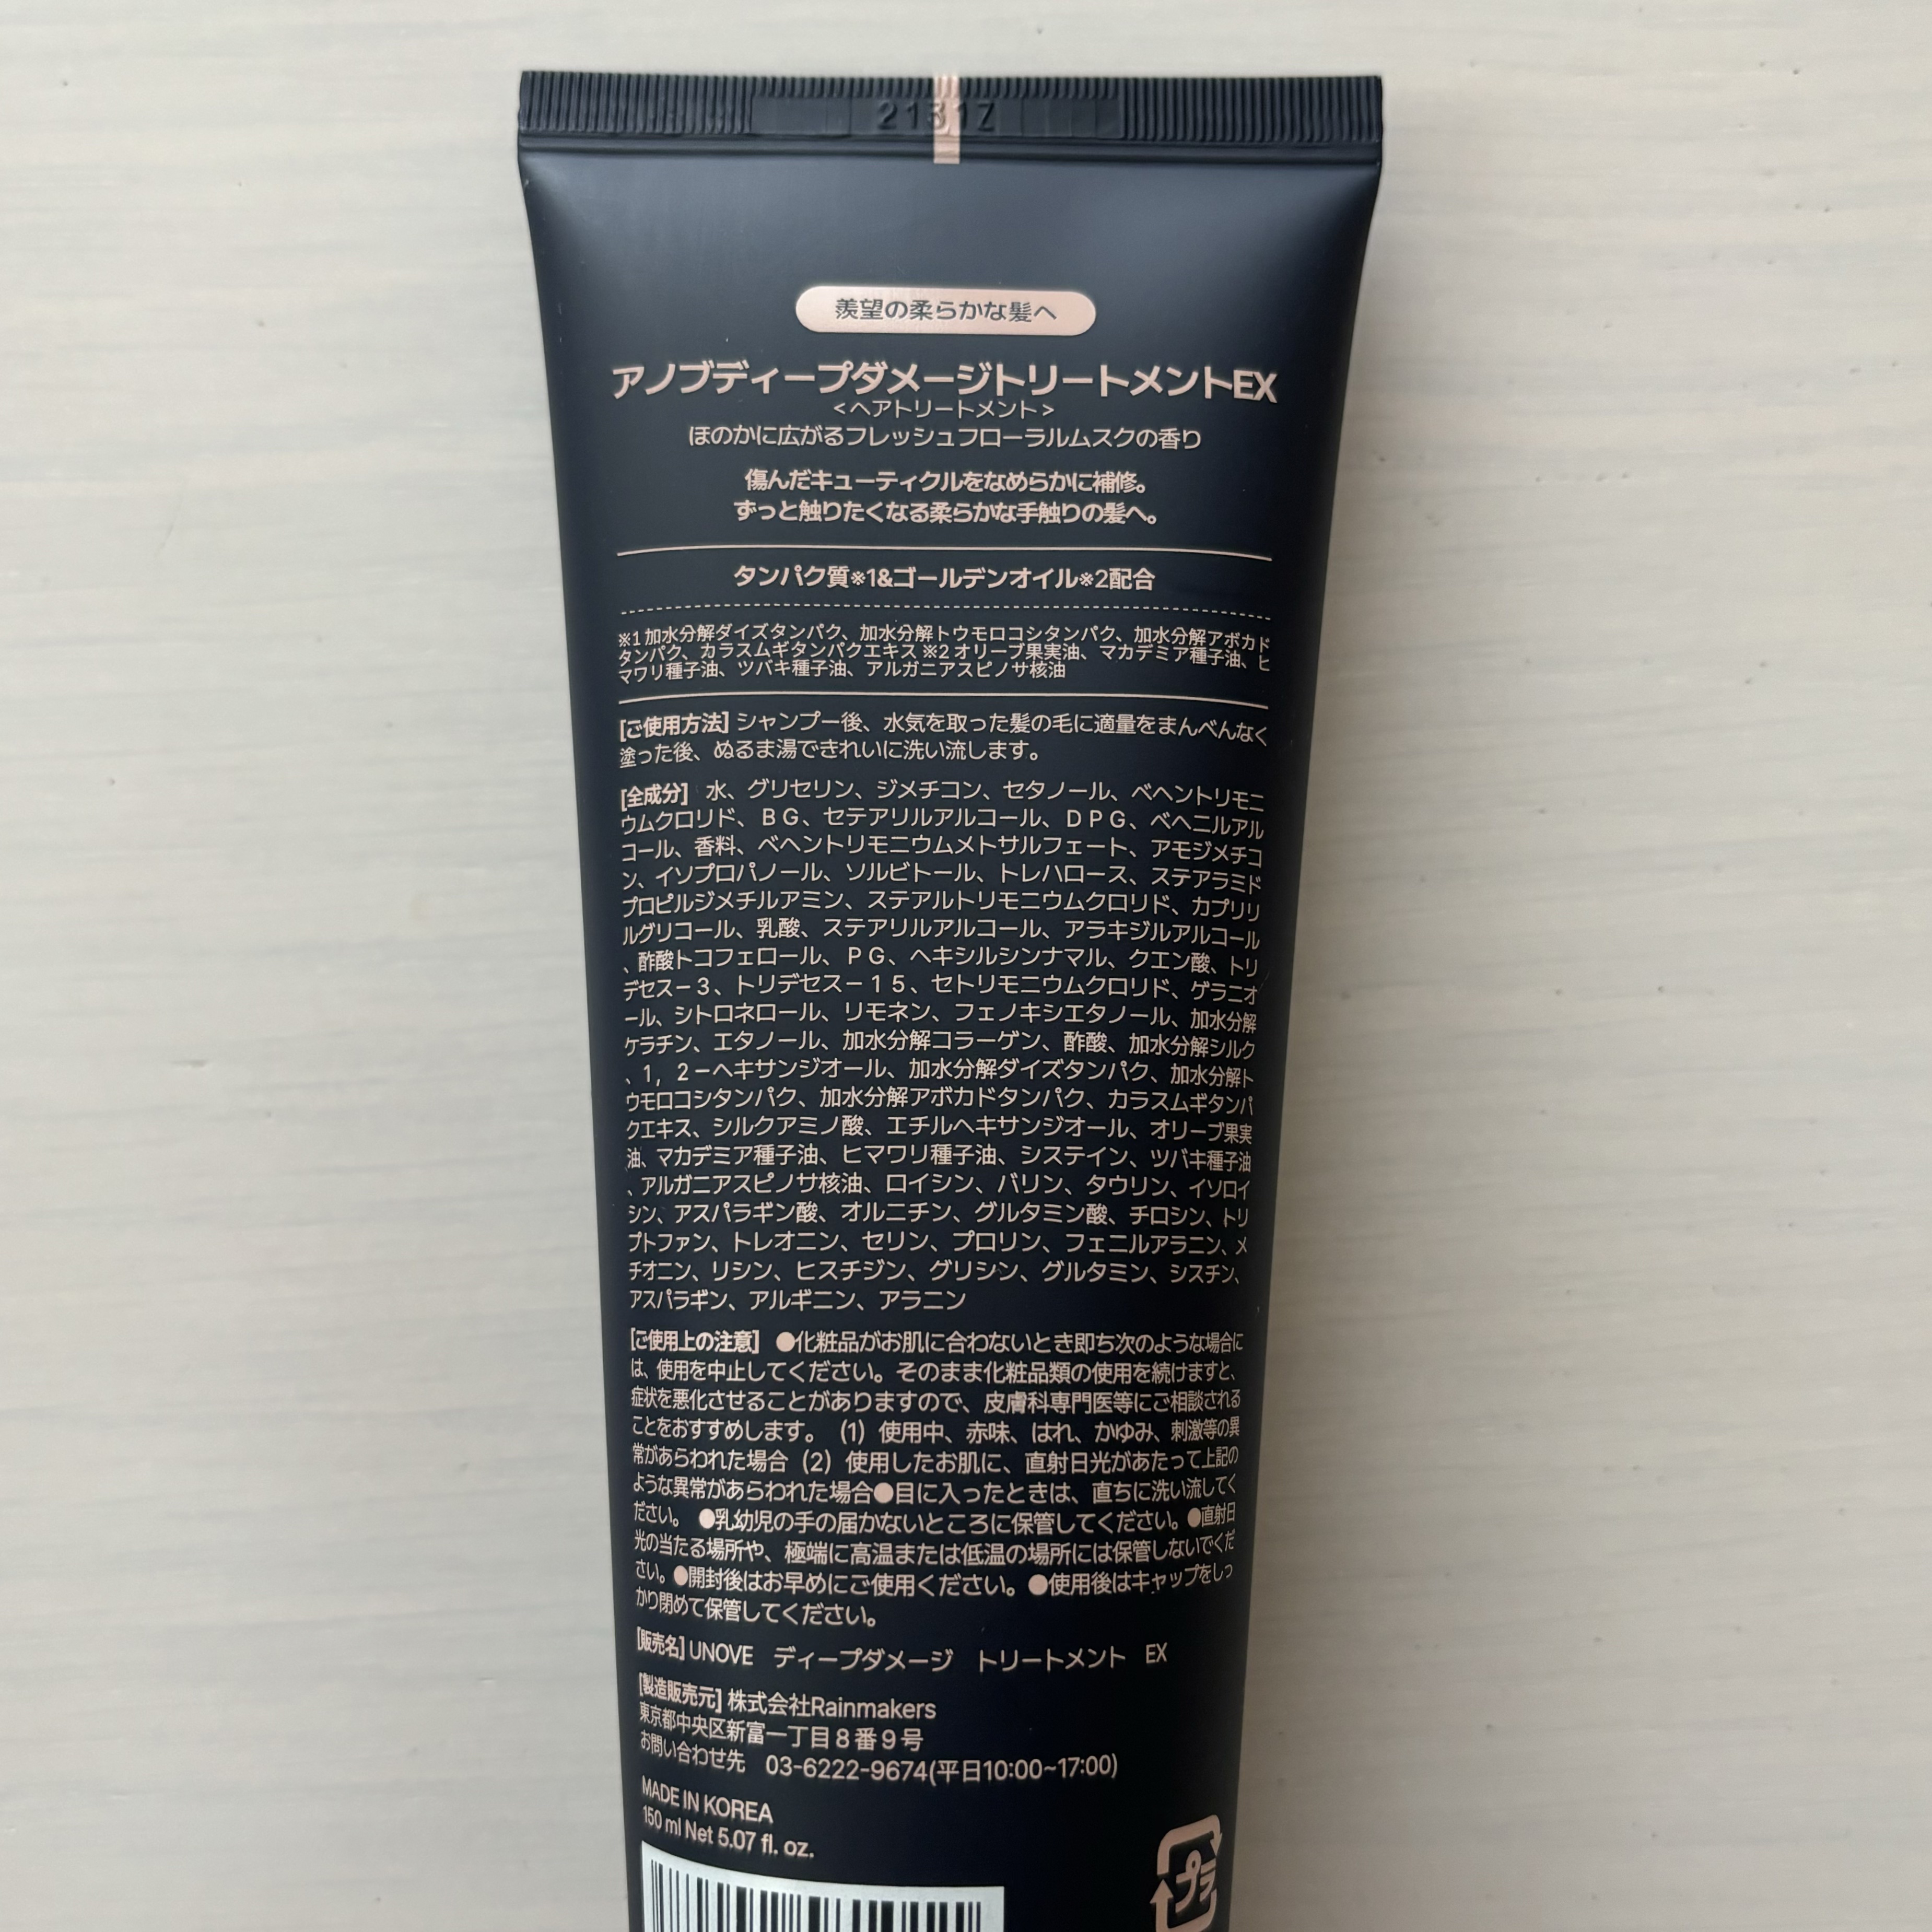 2131Z
羨望の柔らかな髪へ
アノブディープダメージトリートメントEX
<ヘアトリートメント>
ほのかに広がるフレッシュフローラルムスクの香り
傷んだキューティクルをなめらかに補修。
ずっと触りたくなる柔らかな手触りの髪へ。
タンパク質※1&ゴールデンオイル※2配合
※1 加水分解ダイズタンパク、加水分解トウモロコシタンパク、加水分解アボカド
タンパク、カラスムギタンパクエキス ※2 オリーブ果実油、マカデミア種子油、ヒ
マワリ種子油、ツバキ種子油、アルガニアスピノサ核油
[ご使用方法] シャンプー後、水気を取った髪の毛に適量をまんべんなく
塗った後、ぬるま湯できれいに洗い流します。
[全成分] 水、グリセリン、ジメチコン、セタノール、ベヘントリモニ
ウムクロリド、BG、セテアリルアルコール、DPG、ベヘニルアル
コール、香料、ベヘントリモニウムメトサルフェート、アモジメチコ
ン、イソプロパノール、ソルビトール、トレハロース、ステアラミド
プロピルジメチルアミン、ステアルトリモニウムクロリド、カプリリ
ルグリコール、乳酸、ステアリルアルコール、アラキジルアルコール
、酢酸トコフェロール、PG、ヘキシルシンナマル、クエン酸、トリ
デセス−3、トリデセス−15、セトリモニウムクロリド、ゲラニオ
ール、シトロネロール、リモネン、フェノキシエタノール、加水分解
ケラチン、エタノール、加水分解コラーゲン、酢酸、加水分解シルク
、1,2−ヘキサンジオール、加水分解ダイズタンパク、加水分解ト
ウモロコシタンパク、加水分解アボカドタンパク、カラスムギタンパ
クエキス、シルクアミノ酸、エチルヘキサンジオール、オリーブ果実
油、マカデミア種子油、ヒマワリ種子油、システイン、ツバキ種子油
、アルガニアスピノサ核油、ロイシン、バリン、タウリン、イソロイ
シン、アスパラギン酸、オルニチン、グルタミン酸、チロシン、トリ
プトファン、トレオニン、セリン、プロリン、フェニルアラニン、メ
チオニン、リシン、ヒスチジン、グリシン、グルタミン、シスチン、
アスパラギン、アルギニン、アラニン
[ご使用上の注意] ●化粧品がお肌に合わないとき即ち次のような場合に
は、使用を中止してください。そのまま化粧品類の使用を続けますと、
症状を悪化させることがありますので、皮膚科専門医等にご相談される
ことをおすすめします。 (1) 使用中、赤味、はれ、かゆみ、刺激等の異
常があらわれた場合 (2) 使用したお肌に、直射日光があたって上記の
ような異常があらわれた場合●目に入ったときは、直ちに洗い流してく
ださい。 ●乳幼児の手の届かないところに保管してください。●直射日
光の当たる場所や、極端に高温または低温の場所には保管しないでくだ
さい。●開封後はお早めにご使用ください。●使用後はキャップをしっ
かり閉めて保管してください。
[販売名] UNOVE ディープダメージ トリートメント EX
[製造販売元] 株式会社Rainmakers
東京都中央区新富一丁目8番9号
お問い合わせ先 03-6222-9674(平日10:00~17:00)
MADE IN KOREA
150 ml Net 5.07 fl. oz.
プラ